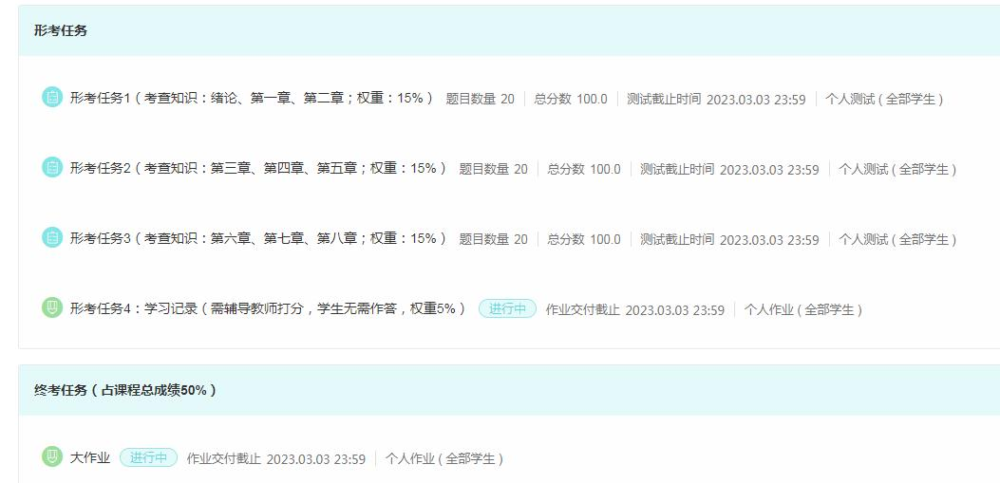 形考任务
形考任务1（考查知识：绪论、第一章、第二章；权重：15%） 题目数量 20 总分数 100.0 测试截止时间 2023.03.03 23:59 个人测试 ( 全部学生 )
形考任务2（考查知识：第三章、第四章、第五章；权重：15%） 题目数量 20 总分数 100.0 测试截止时间 2023.03.03 23:59 个人测试 ( 全部学生 )
形考任务3（考查知识：第六章、第七章、第八章；权重：15%） 题目数量 20 总分数 100.0 测试截止时间 2023.03.03 23:59 个人测试 ( 全部学生 )
形考任务4：学习记录（需辅导教师打分，学生无需作答，权重5%） 进行中 作业交付截止 2023.03.03 23:59 个人作业 ( 全部学生 )
终考任务（占课程总成绩50%）
大作业 进行中 作业交付截止 2023.03.03 23:59 个人作业 ( 全部学生 )